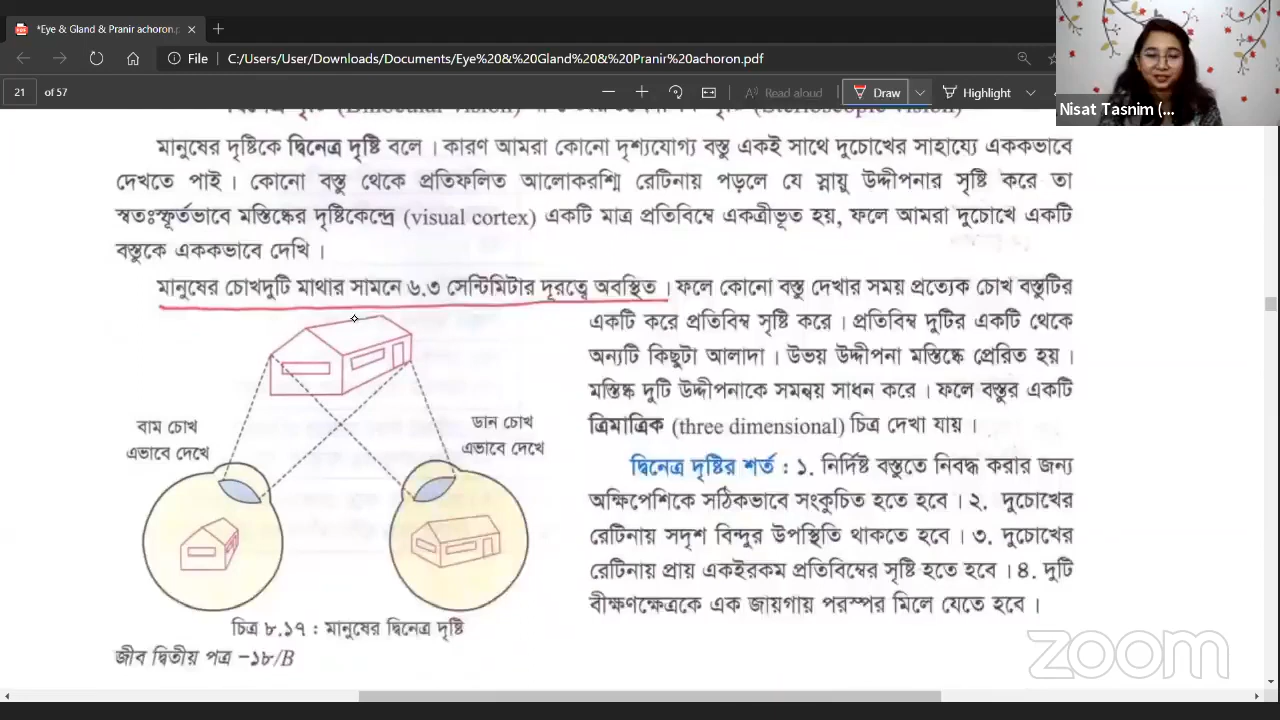 *Eye & Gland & Pranir achoron.p
File C:/Users/User/Downloads/Documents/Eye%20&%20Gland%20&%20Pranir%20achoron.pdf
21 of 57 Read aloud Draw Highlight
Nisat Tasnim (...
(Binocular vision) (Stereoscopic vision)
মানুষের দৃষ্টিকে দ্বিনেত্র দৃষ্টি বলে । কারণ আমরা কোনো দৃশ্যযোগ্য বস্তু একই সাথে দুচোখের সাহায্যে এককভাবে
দেখতে পাই । কোনো বস্তু থেকে প্রতিফলিত আলোকরশ্মি রেটিনায় পড়লে যে স্নায়ু উদ্দীপনার সৃষ্টি করে তা
স্বতঃস্ফূর্তভাবে মস্তিষ্কের দৃষ্টিকেন্দ্রে (visual cortex) একটি মাত্র প্রতিবিম্বে একত্রীভূত হয়, ফলে আমরা দুচোখে একটি
বস্তুকে এককভাবে দেখি ।
মানুষের চোখদুটি মাথার সামনে ৬.৩ সেন্টিমিটার দূরত্বে অবস্থিত । ফলে কোনো বস্তু দেখার সময় প্রত্যেক চোখ বস্তুটির
একটি করে প্রতিবিম্ব সৃষ্টি করে । প্রতিবিম্ব দুটির একটি থেকে
অন্যটি কিছুটা আলাদা । উভয় উদ্দীপনা মস্তিষ্কে প্রেরিত হয় ।
মস্তিষ্ক দুটি উদ্দীপনাকে সমন্বয় সাধন করে । ফলে বস্তুর একটি
ত্রিমাত্রিক (three dimensional) চিত্র দেখা যায় ।
দ্বিনেত্র দৃষ্টির শর্ত : ১. নির্দিষ্ট বস্তুতে নিবদ্ধ করার জন্য
অক্ষিপেশিকে সঠিকভাবে সংকুচিত হতে হবে । ২. দুচোখের
রেটিনায় সদৃশ বিন্দুর উপস্থিতি থাকতে হবে । ৩. দুচোখের
রেটিনায় প্রায় একইরকম প্রতিবিম্বের সৃষ্টি হতে হবে । ৪. দুটি
বীক্ষণক্ষেত্রকে এক জায়গায় পরস্পর মিলে যেতে হবে ।
বাম চোখ
এভাবে দেখে
ডান চোখ
এভাবে দেখে
চিত্র ৮.১৭ : মানুষের দ্বিনেত্র দৃষ্টি
জীব দ্বিতীয় পত্র –১৮/B
zoom